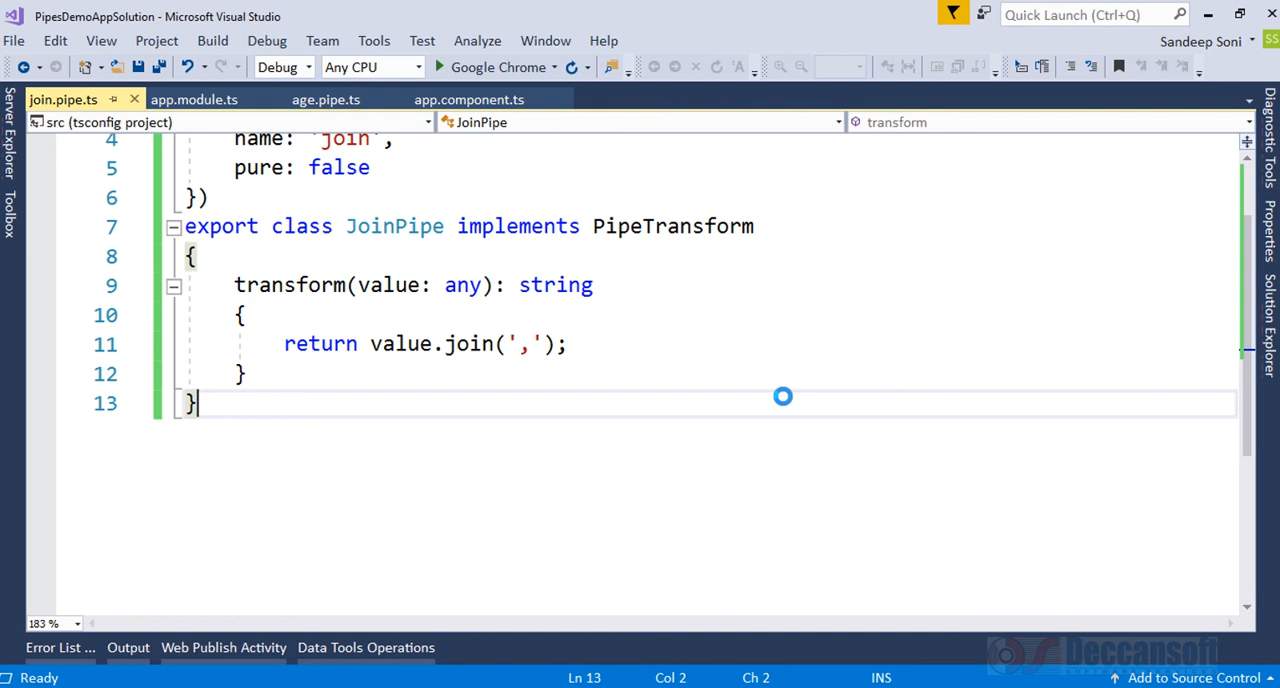 PipesDemoAppSolution - Microsoft Visual Studio
Quick Launch (Ctrl+Q)
File Edit View Project Build Debug Team Tools Test Analyze Window Help
Sandeep Soni
SS
Debug Any CPU Google Chrome
join.pipe.ts app.module.ts age.pipe.ts app.component.ts
src (tsconfig project) JoinPipe transform
4 name: 'join',
5 pure: false
6 })
7 export class JoinPipe implements PipeTransform
8 {
9 transform(value: any): string
10 {
11 return value.join(',');
12 }
13 }
Server Explorer
Toolbox
Diagnostic Tools
Properties
Solution Explorer
183 %
Error List ... Output Web Publish Activity Data Tools Operations
Deccansoft
Ready Ln 13 Col 2 Ch 2 INS Add to Source Control